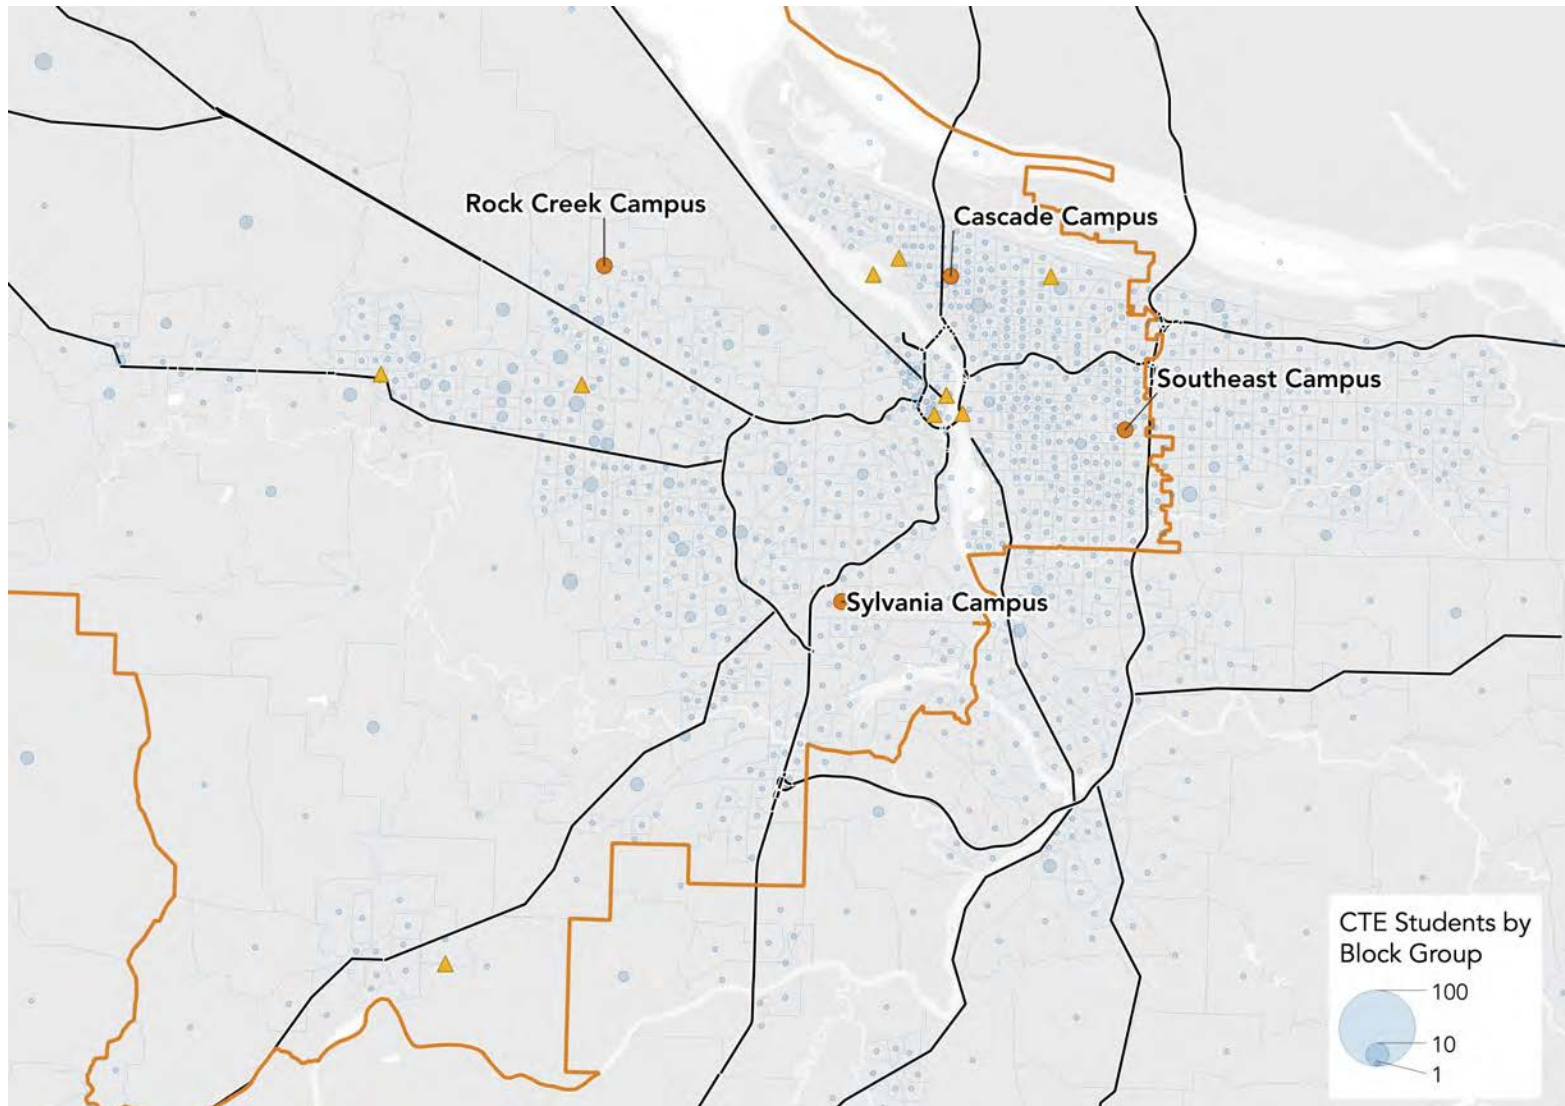 Rock Creek Campus
Cascade Campus
Southeast Campus
Sylvania Campus
CTE Students by
Block Group
100
10
1